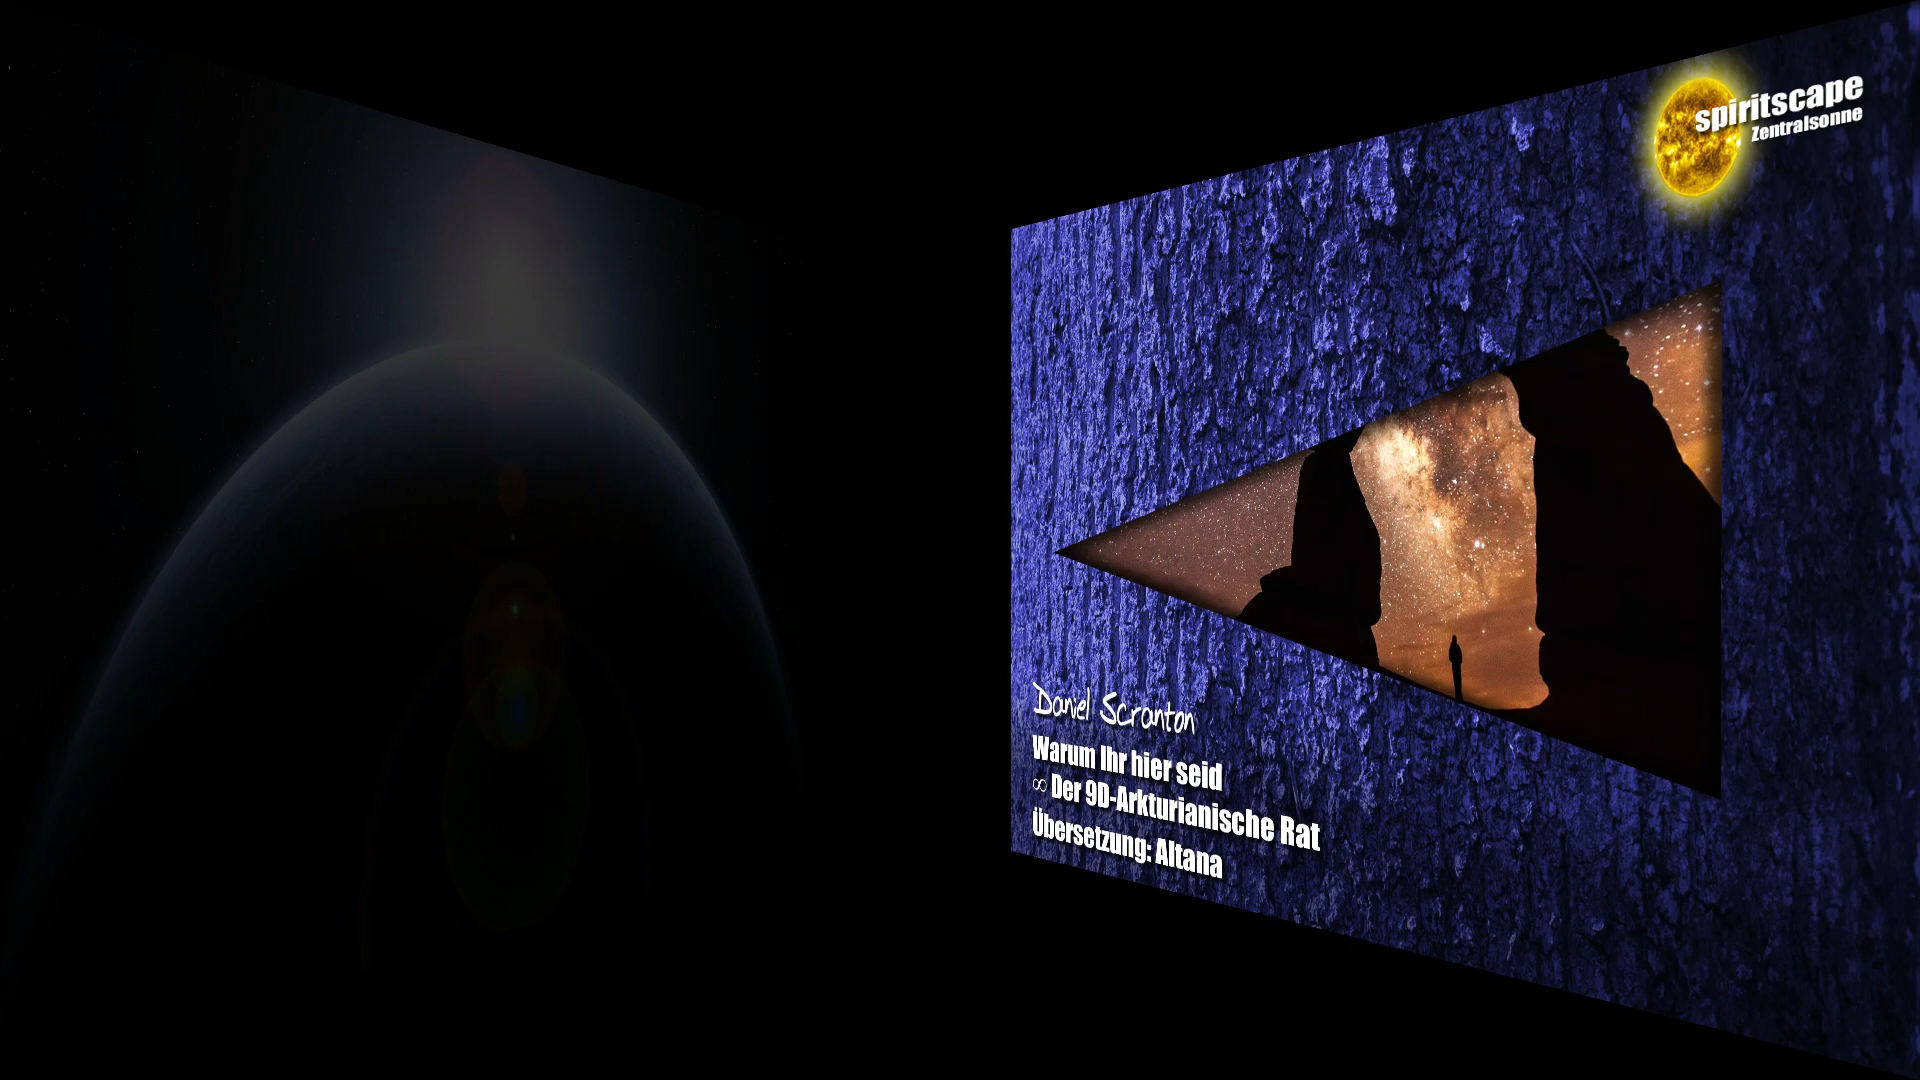 spiritscape
Zentralsonne
Daniel Scranton
Warum Ihr hier seid
∞ Der 9D-Arkturianische Rat
Übersetzung: Altana